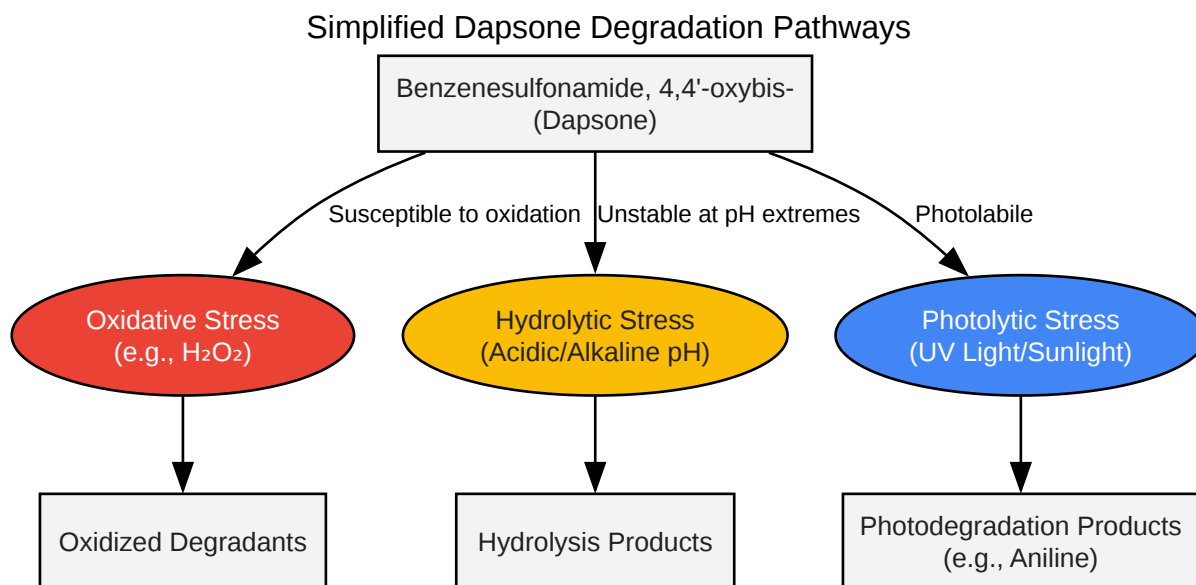 Simplified Dapsone Degradation Pathways
Benzenesulfonamide, 4,4'-oxybis-
(Dapsone)
Susceptible to oxidation
Unstable at pH extremes
Photolabile
Oxidative Stress
(e.g., H₂O₂)
Hydrolytic Stress
(Acidic/Alkaline pH)
Photolytic Stress
(UV Light/Sunlight)
Oxidized Degradants
Hydrolysis Products
Photodegradation Products
(e.g., Aniline)